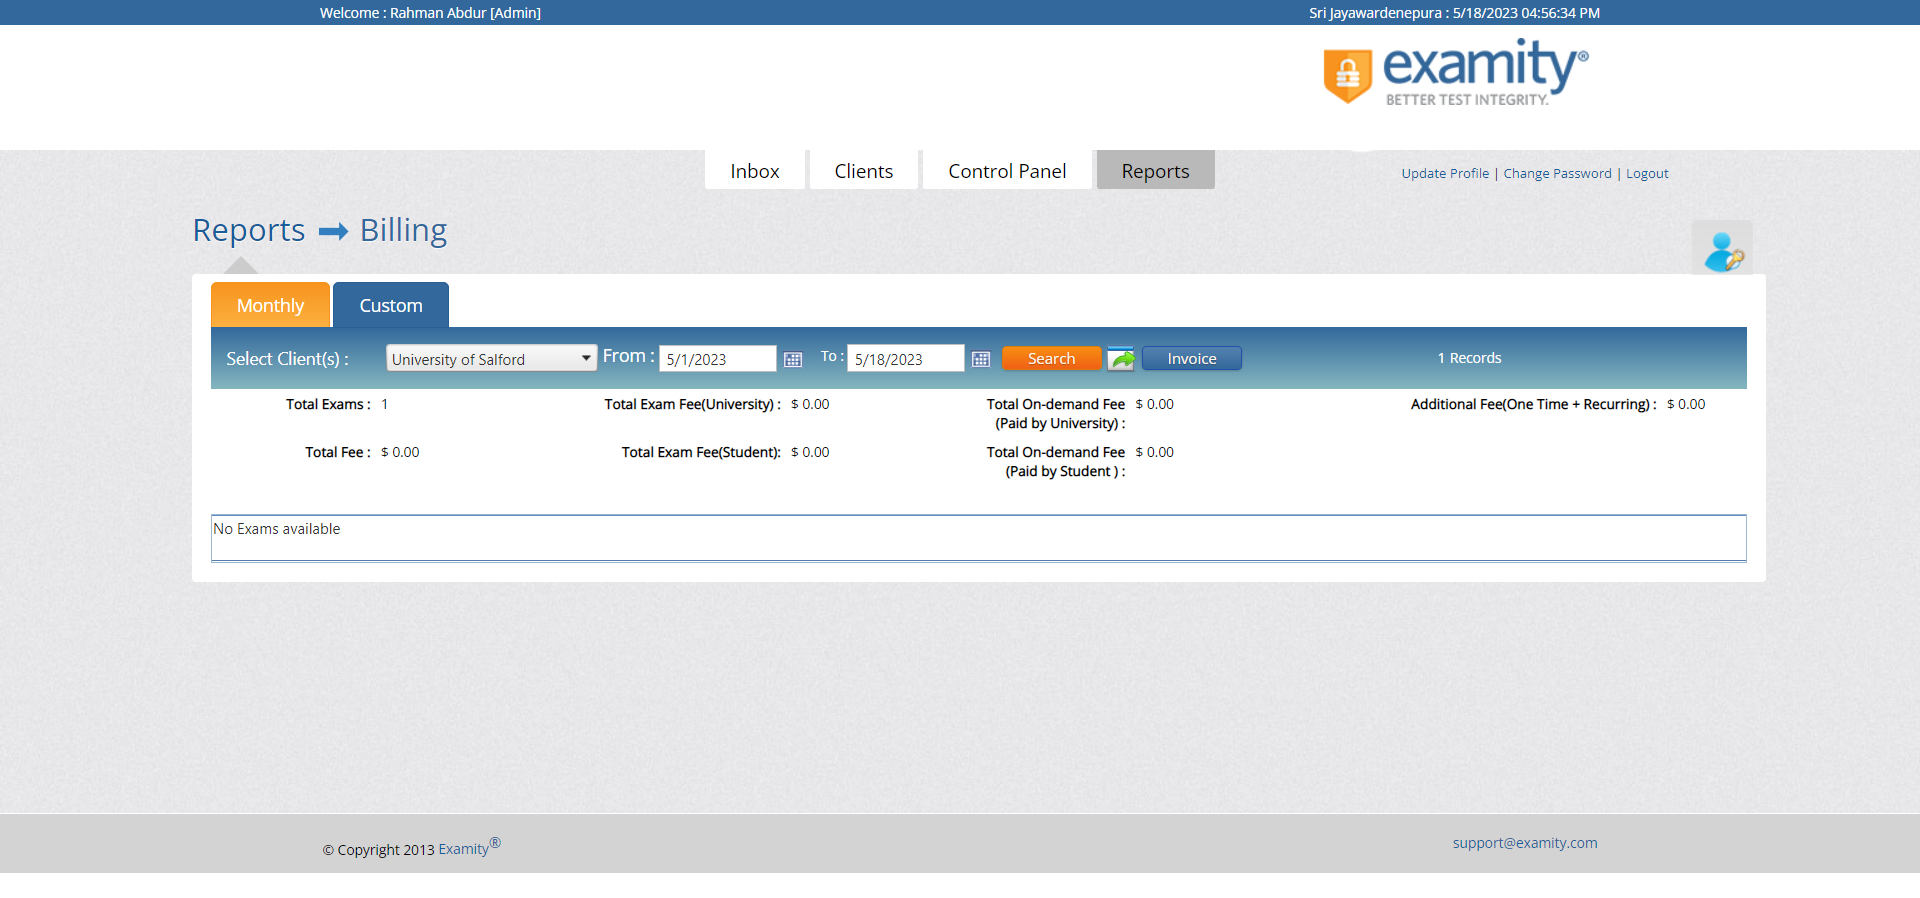 Welcome : Rahman Abdur [Admin]
Sri Jayawardenepura : 5/18/2023 04:56:34 PM
examity®
BETTER TEST INTEGRITY.
Inbox
Clients
Control Panel
Reports
Update Profile | Change Password | Logout
Reports
Billing
Monthly
Custom
Select Client(s) :
University of Salford
From :
5/1/2023
To :
5/18/2023
Search
Invoice
1 Records
Total Exams : 1
Total Exam Fee(University) : $ 0.00
Total On-demand Fee $ 0.00
(Paid by University) :
Additional Fee(One Time + Recurring) : $ 0.00
Total Fee : $ 0.00
Total Exam Fee(Student): $ 0.00
Total On-demand Fee $ 0.00
(Paid by Student ) :
No Exams available
© Copyright 2013 Examity®
support@examity.com